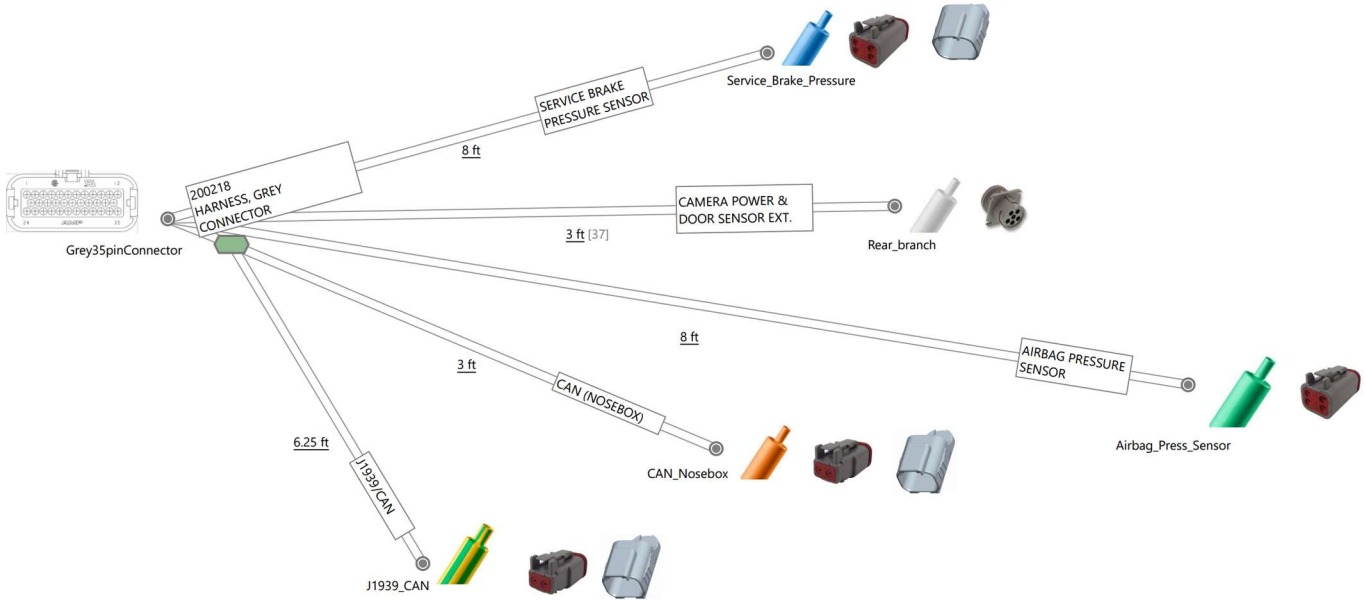 Service_Brake_Pressure
SERVICE BRAKE
PRESSURE SENSOR
8 ft
200218
HARNESS, GREY
CONNECTOR
AMP
24
Grey35pinConnector
CAMERA POWER &
DOOR SENSOR EXT.
3 ft [37]
Rear_branch
8 ft
AIRBAG PRESSURE
SENSOR
Airbag_Press_Sensor
3 ft
CAN (NOSEBOX)
CAN_Nosebox
6.25 ft
J1939/CAN
J1939_CAN